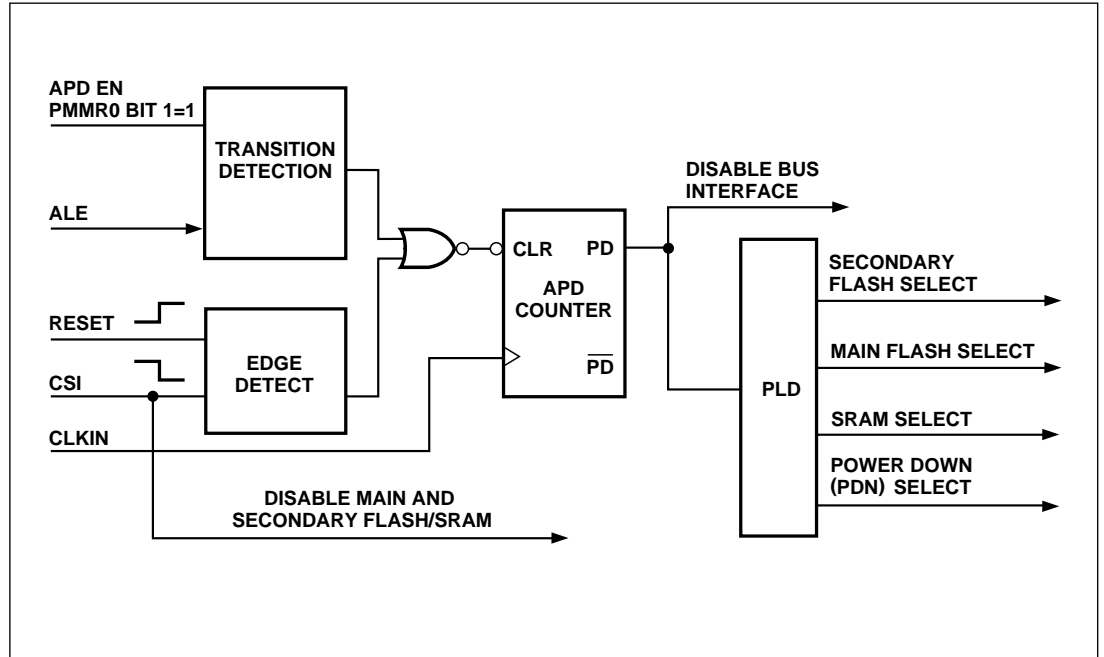 APD EN
PMMR0 BIT 1=1
TRANSITION
DETECTION
ALE
RESET
CSI
EDGE
DETECT
CLKIN
DISABLE MAIN AND
SECONDARY FLASH/SRAM
CLR
PD
APD
COUNTER
PD
DISABLE BUS
INTERFACE
PLD
SECONDARY
FLASH SELECT
MAIN FLASH SELECT
SRAM SELECT
POWER DOWN
(PDN) SELECT